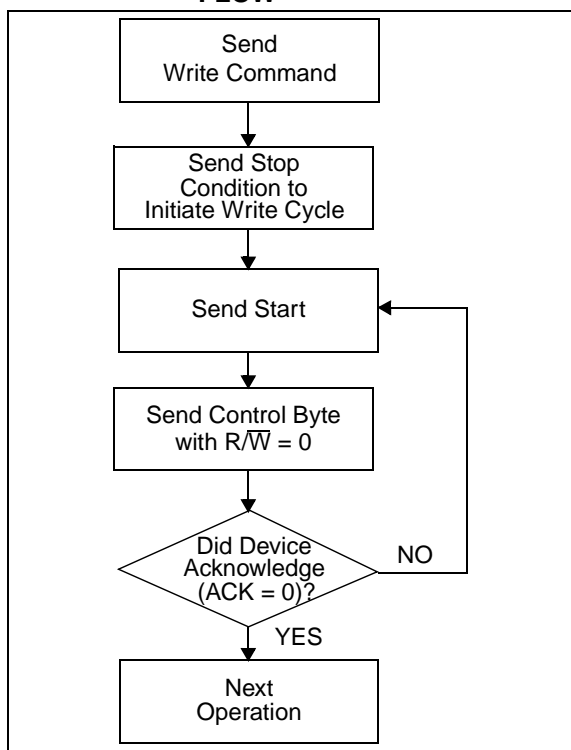 Send
Write Command
Send Stop
Condition to
Initiate Write Cycle
Send Start
Send Control Byte
with R/W̅ = 0
Did Device
Acknowledge
(ACK = 0)?
NO
YES
Next
Operation